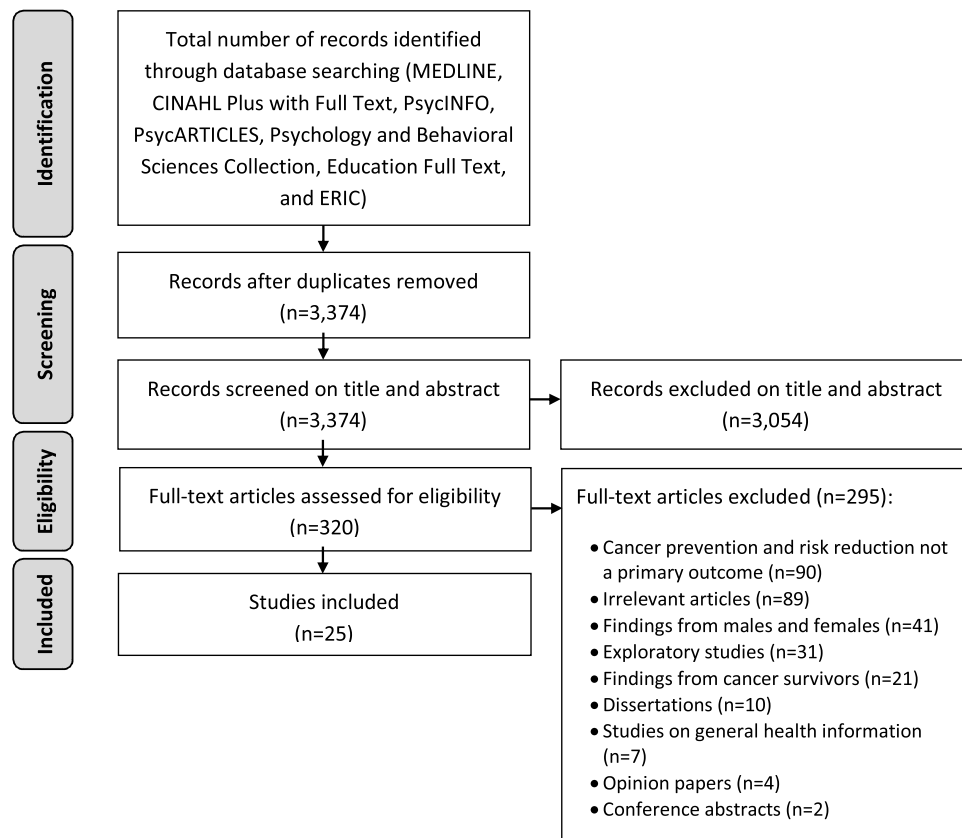 Identification
Total number of records identified
through database searching (MEDLINE,
CINAHL Plus with Full Text, PsycINFO,
PsycARTICLES, Psychology and Behavioral
Sciences Collection, Education Full Text,
and ERIC)
Screening
Records after duplicates removed
(n=3,374)
Records screened on title and abstract
(n=3,374)
Records excluded on title and abstract
(n=3,054)
Eligibility
Full-text articles assessed for eligibility
(n=320)
Full-text articles excluded (n=295):
• Cancer prevention and risk reduction not
a primary outcome (n=90)
• Irrelevant articles (n=89)
• Findings from males and females (n=41)
• Exploratory studies (n=31)
• Findings from cancer survivors (n=21)
• Dissertations (n=10)
• Studies on general health information
(n=7)
• Opinion papers (n=4)
• Conference abstracts (n=2)
Included
Studies included
(n=25)